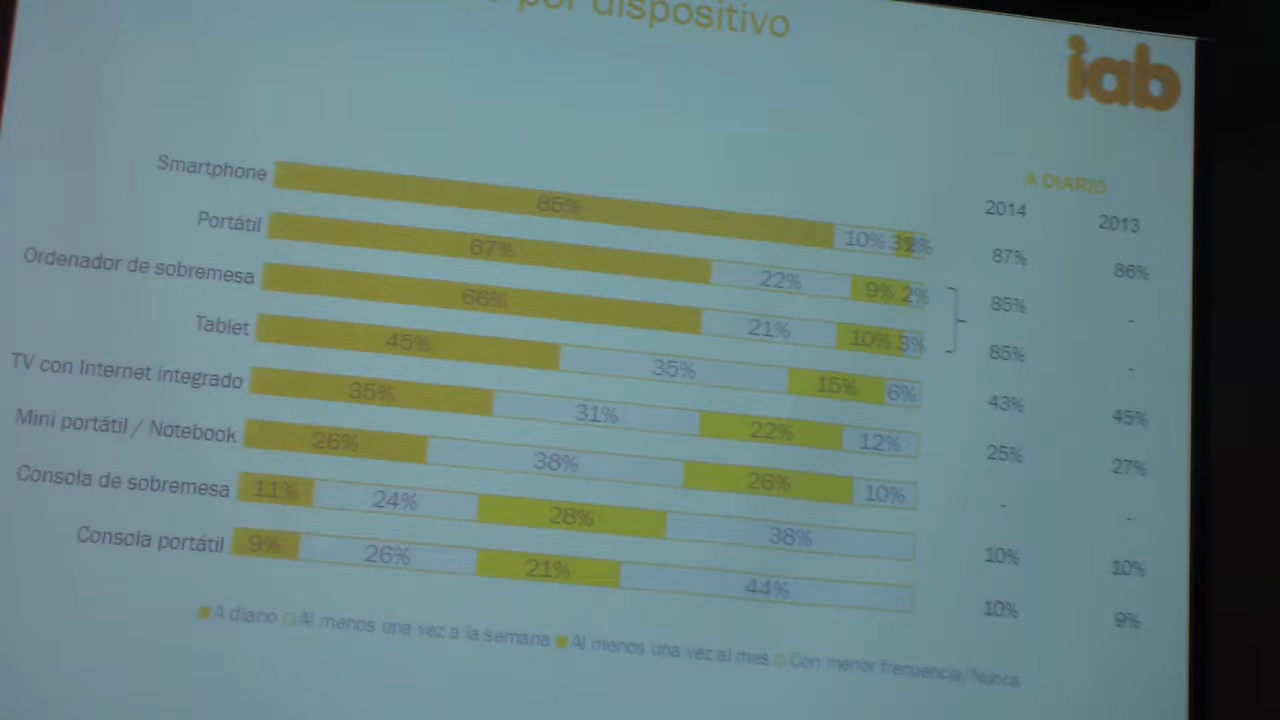 por dispositivo
iab
A DIARIO
2014 2013
Smartphone 85% 10% 3% 87% 86%
Portátil 67% 22% 9% 2% 85% -
Ordenador de sobremesa 66% 21% 10% 3% 85% -
Tablet 45% 35% 15% 6% 43% 45%
TV con Internet integrado 35% 31% 22% 12% 25% 27%
Mini portátil / Notebook 26% 38% 26% 10% - -
Consola de sobremesa 11% 24% 28% 38% 10% 10%
Consola portátil 9% 26% 21% 44% 10% 9%
A diario Al menos una vez a la semana Al menos una vez al mes Con menor frecuencia/Nunca